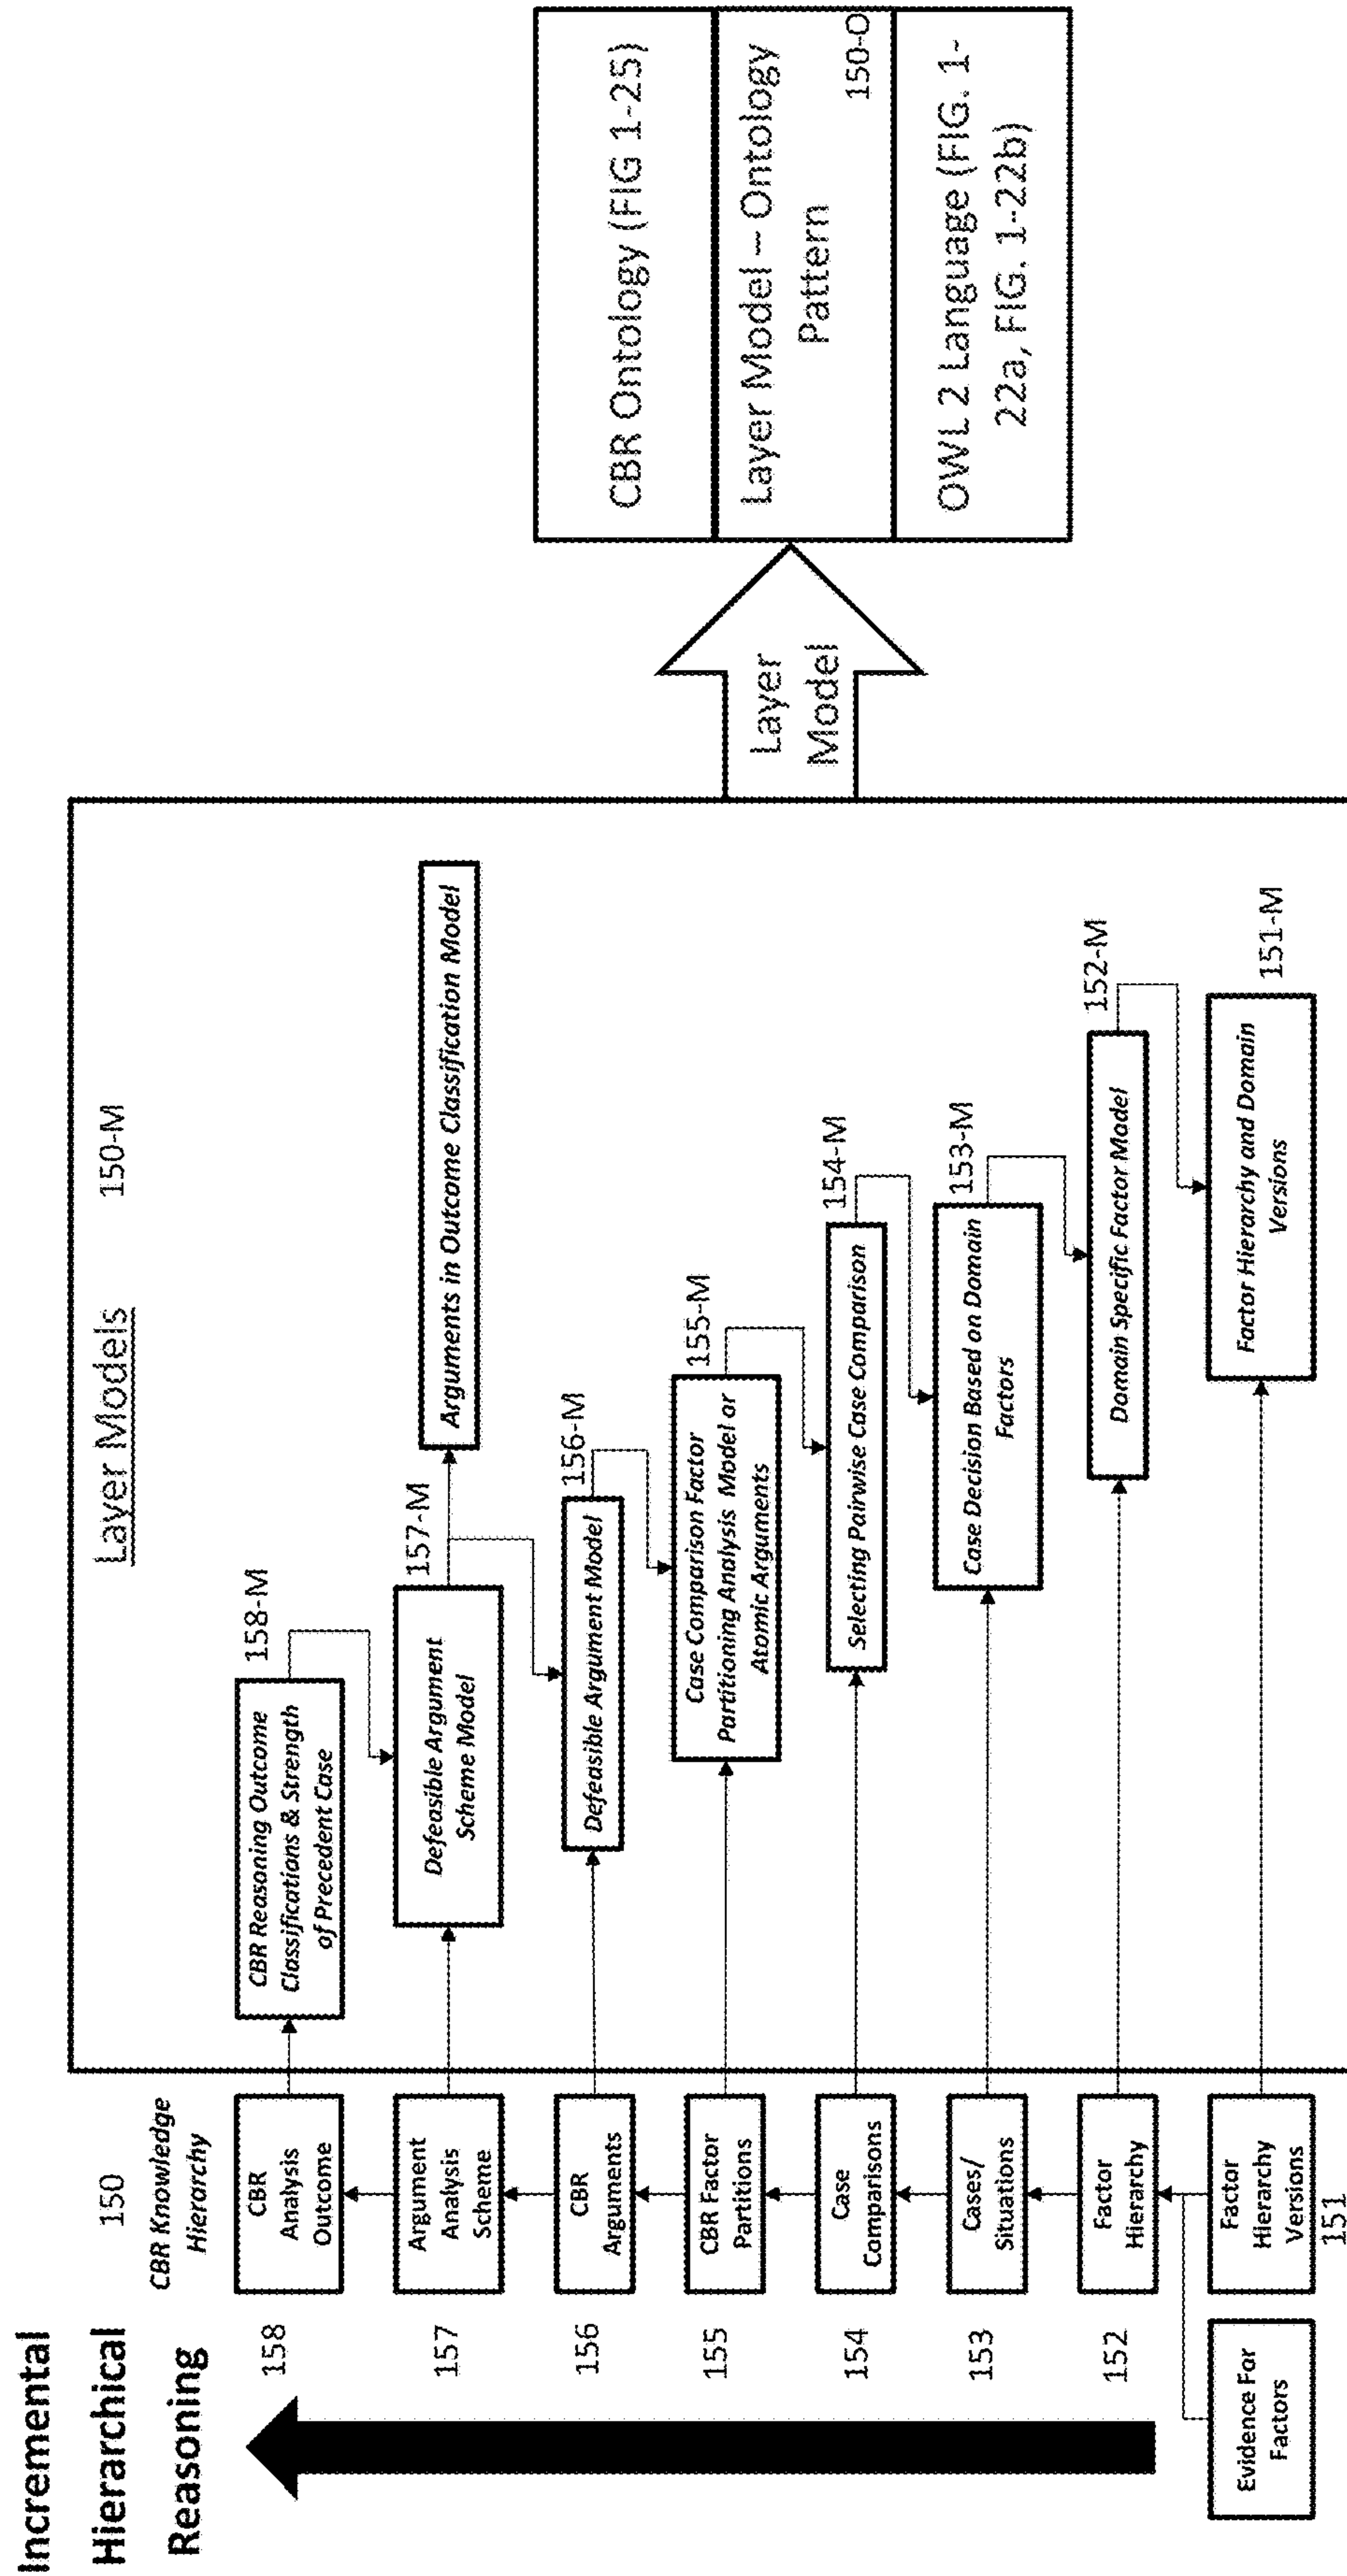 Incremental
Hierarchical
Reasoning
150
CBR Knowledge
Hierarchy
158
CBR
Analysis
Outcome
157
Argument
Analysis
Scheme
156
CBR
Arguments
155
CBR Factor
Partitions
154
Case
Comparisons
153
Cases/
Situations
152
Factor
Hierarchy
Factor
Hierarchy
Versions
151
Evidence For
Factors
Layer Models
150-M
158-M
CBR Reasoning Outcome
Classifications & Strength
of Precedent Case
157-M
Defeasible Argument
Scheme Model
Arguments in Outcome Classification Model
156-M
Defeasible Argument Model
155-M
Case Comparison Factor
Partitioning Analysis Model or
Atomic Arguments
154-M
Selecting Pairwise Case Comparison
153-M
Case Decision Based on Domain
Factors
152-M
Domain Specific Factor Model
151-M
Factor Hierarchy and Domain
Versions
Layer
Model
CBR Ontology (FIG 1-25)
Layer Model – Ontology
Pattern
150-O
OWL 2 Language (FIG. 1-
22a, FIG. 1-22b)